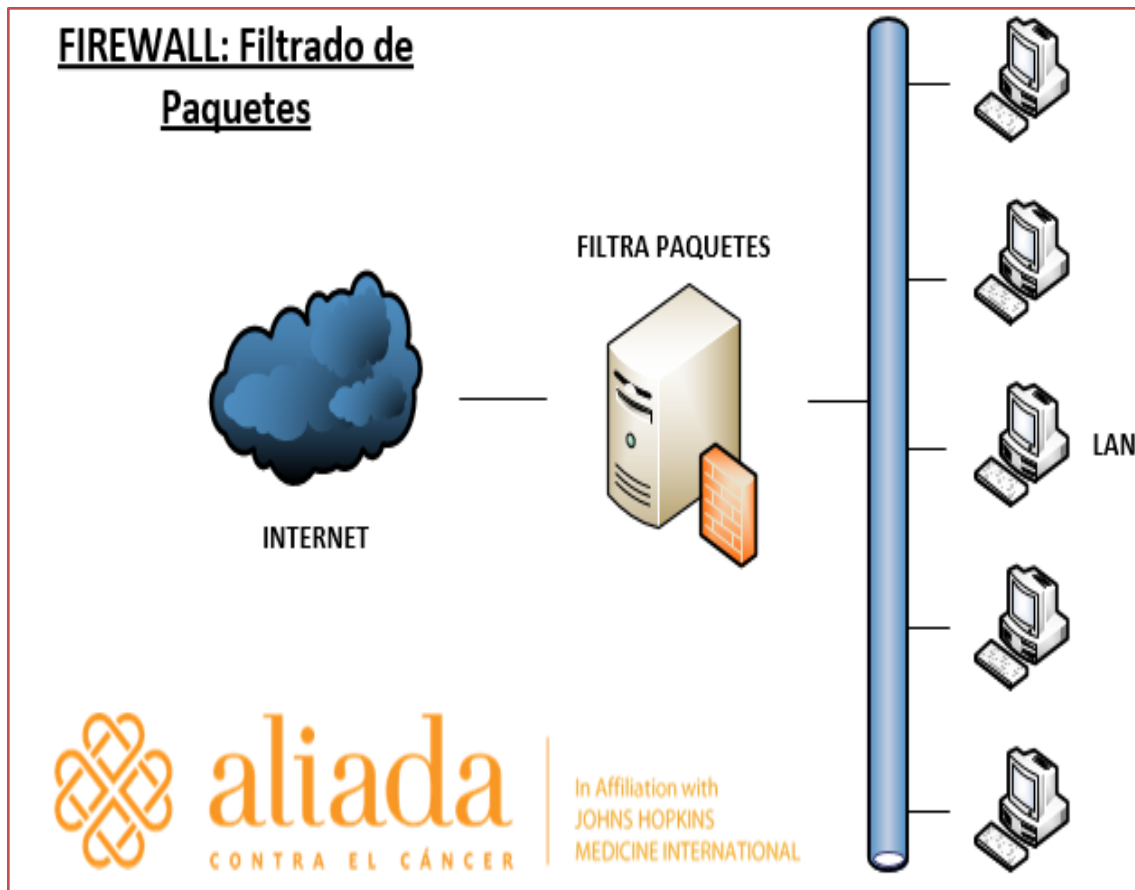 FIREWALL: Filtrado de
Paquetes
FILTRA PAQUETES
LAN
INTERNET
aliada
CONTRA EL CÁNCER
In Affiliation with
JOHNS HOPKINS
MEDICINE INTERNATIONAL